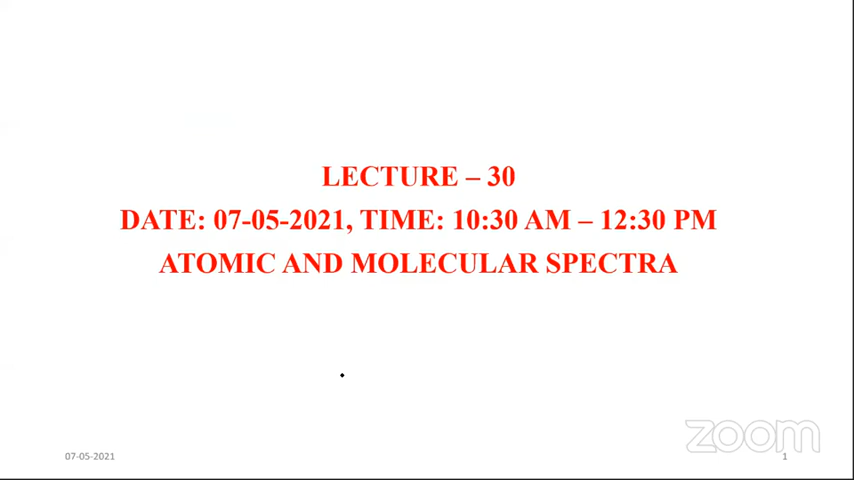 LECTURE – 30
DATE: 07-05-2021, TIME: 10:30 AM – 12:30 PM
ATOMIC AND MOLECULAR SPECTRA
zoom
07-05-2021
1